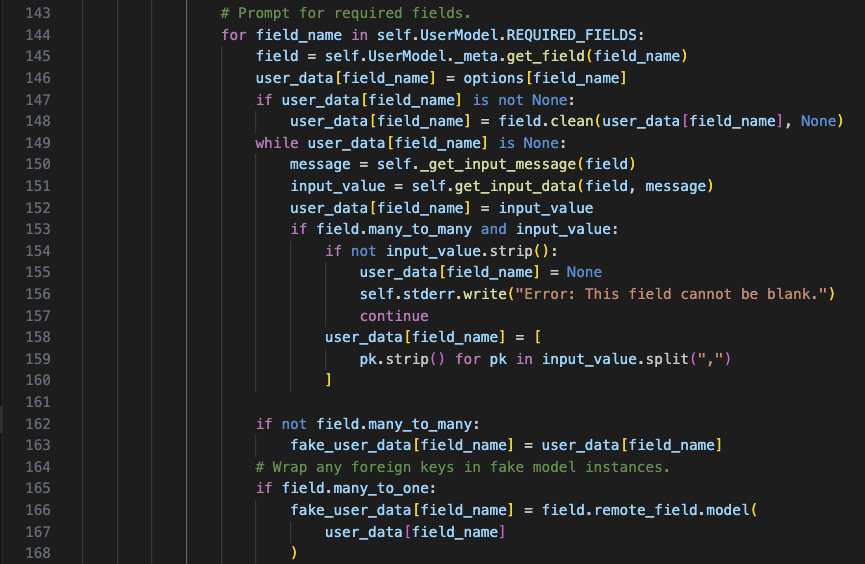 143 # Prompt for required fields.
144 for field_name in self.UserModel.REQUIRED_FIELDS:
145 field = self.UserModel._meta.get_field(field_name)
146 user_data[field_name] = options[field_name]
147 if user_data[field_name] is not None:
148 user_data[field_name] = field.clean(user_data[field_name], None)
149 while user_data[field_name] is None:
150 message = self._get_input_message(field)
151 input_value = self.get_input_data(field, message)
152 user_data[field_name] = input_value
153 if field.many_to_many and input_value:
154 if not input_value.strip():
155 user_data[field_name] = None
156 self.stderr.write("Error: This field cannot be blank.")
157 continue
158 user_data[field_name] = [
159 pk.strip() for pk in input_value.split(",")
160 ]
161
162 if not field.many_to_many:
163 fake_user_data[field_name] = user_data[field_name]
164 # Wrap any foreign keys in fake model instances.
165 if field.many_to_one:
166 fake_user_data[field_name] = field.remote_field.model(
167 user_data[field_name]
168 )